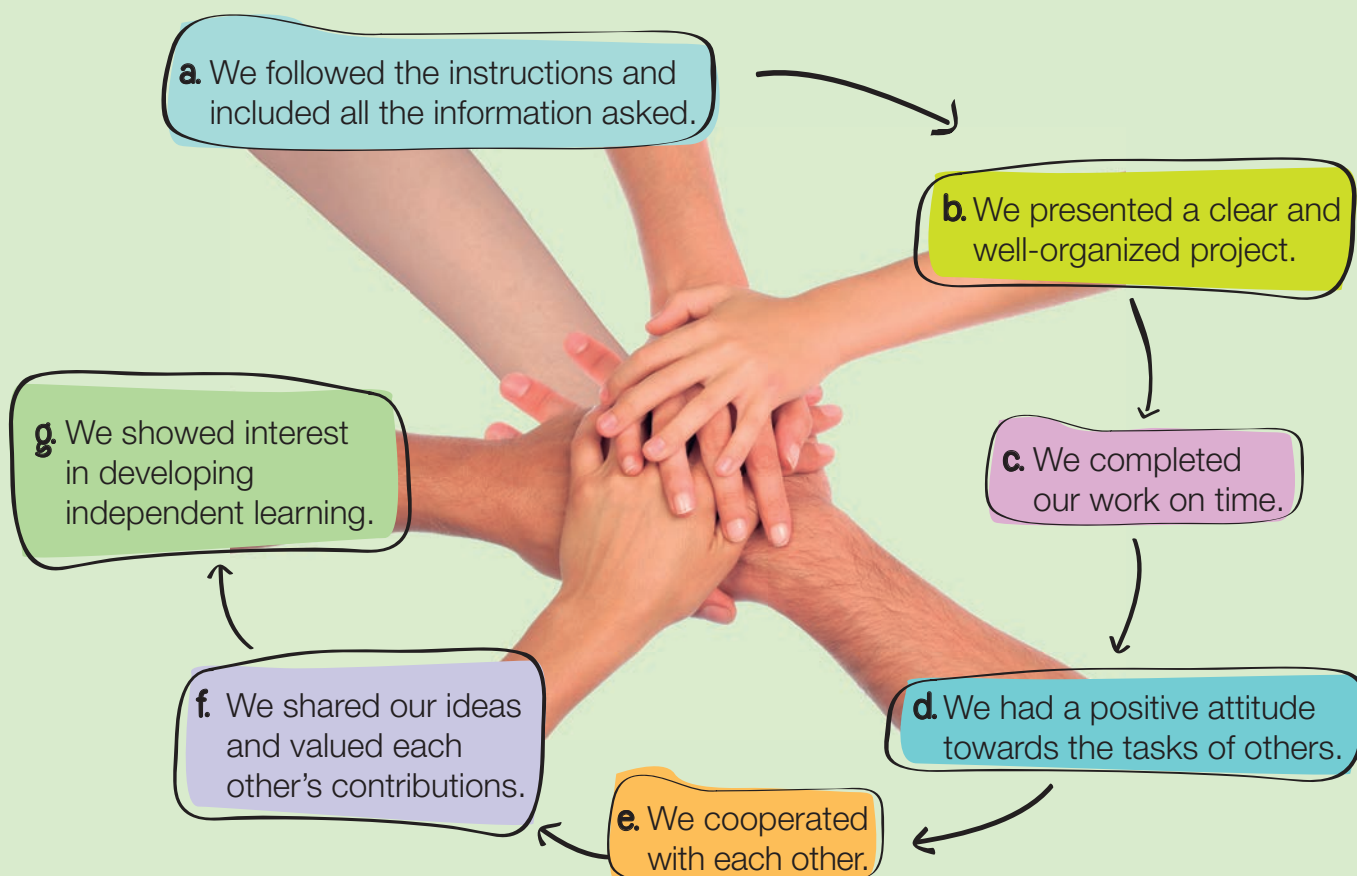 a. We followed the instructions and
included all the information asked.
b. We presented a clear and
well-organized project.
c. We completed
our work on time.
d. We had a positive attitude
towards the tasks of others.
e. We cooperated
with each other.
f. We shared our ideas
and valued each
other's contributions.
g. We showed interest
in developing
independent learning.